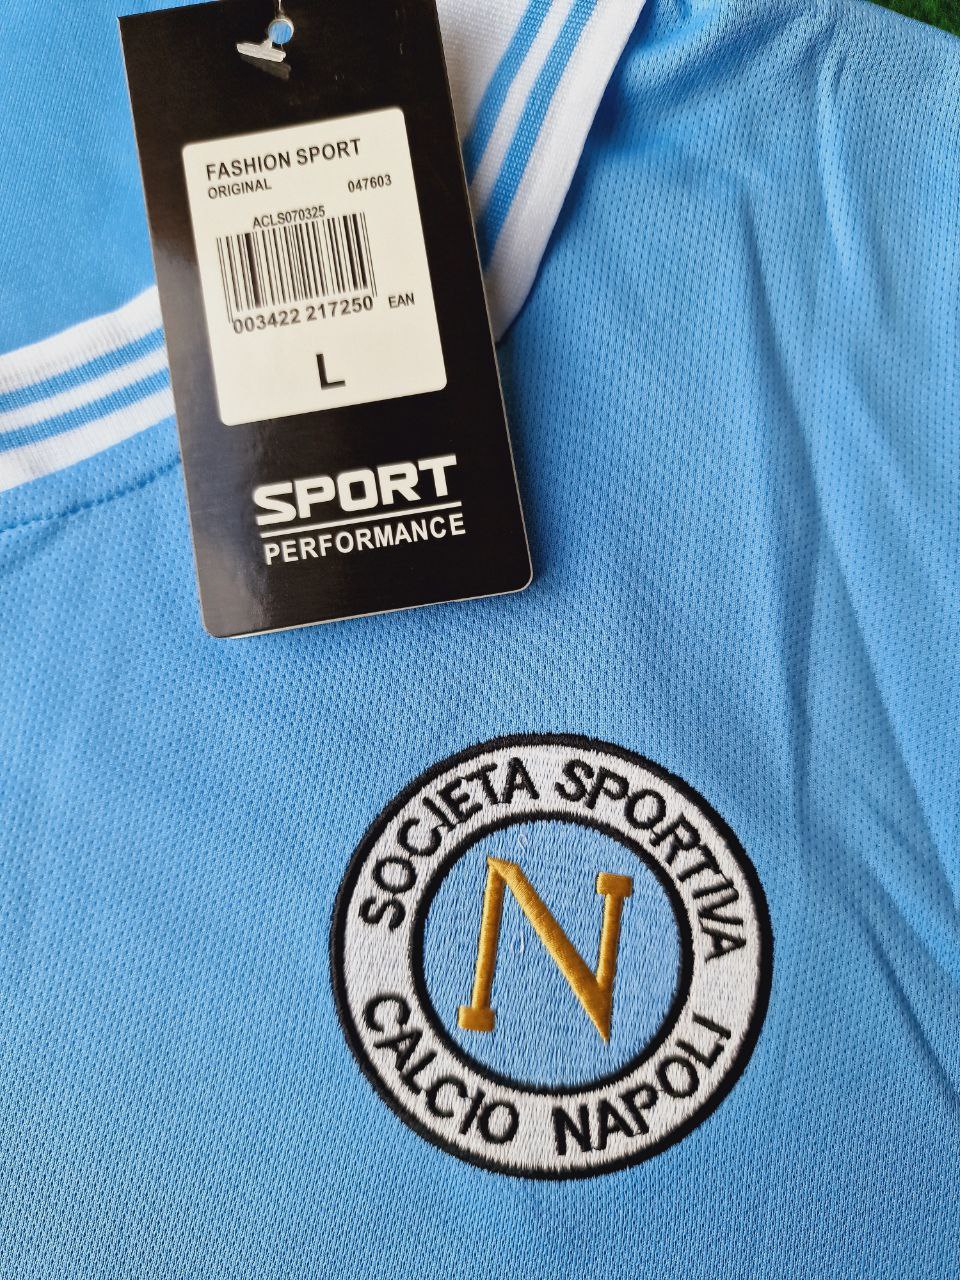 FASHION SPORT
ORIGINAL 047603
ACLS070325
003422 217250 EAN
L
SPORT
PERFORMANCE
SOCIETA SPORTIVA
N
CALCIO NAPOLI